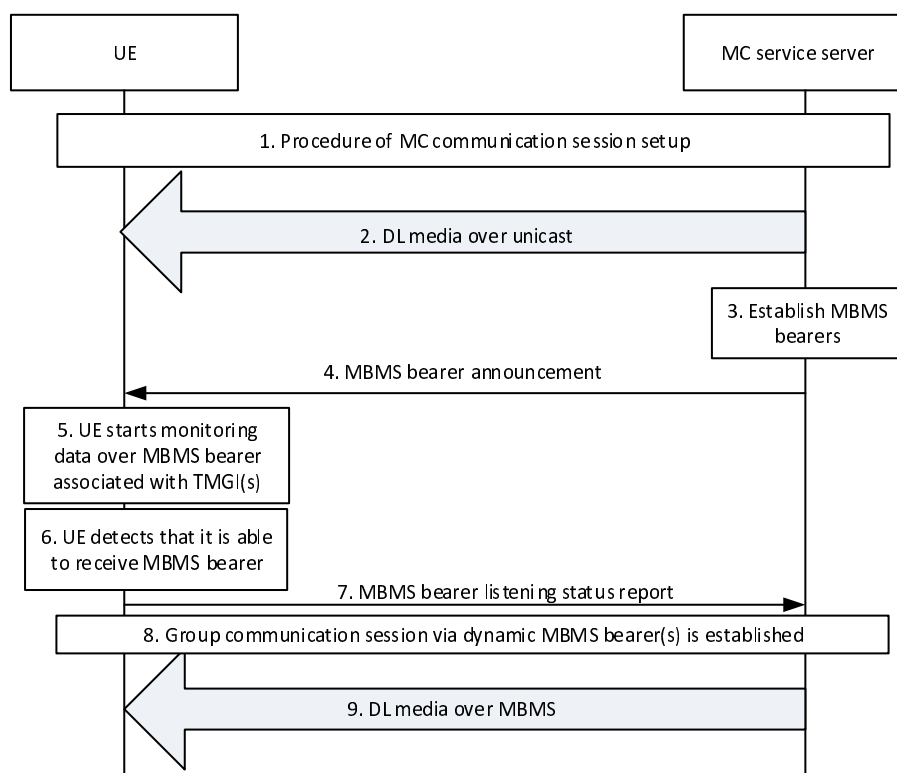 UE
MC service server
1. Procedure of MC communication session setup
2. DL media over unicast
3. Establish MBMS
bearers
4. MBMS bearer announcement
5. UE starts monitoring
data over MBMS bearer
associated with TMGI(s)
6. UE detects that it is able
to receive MBMS bearer
7. MBMS bearer listening status report
8. Group communication session via dynamic MBMS bearer(s) is established
9. DL media over MBMS